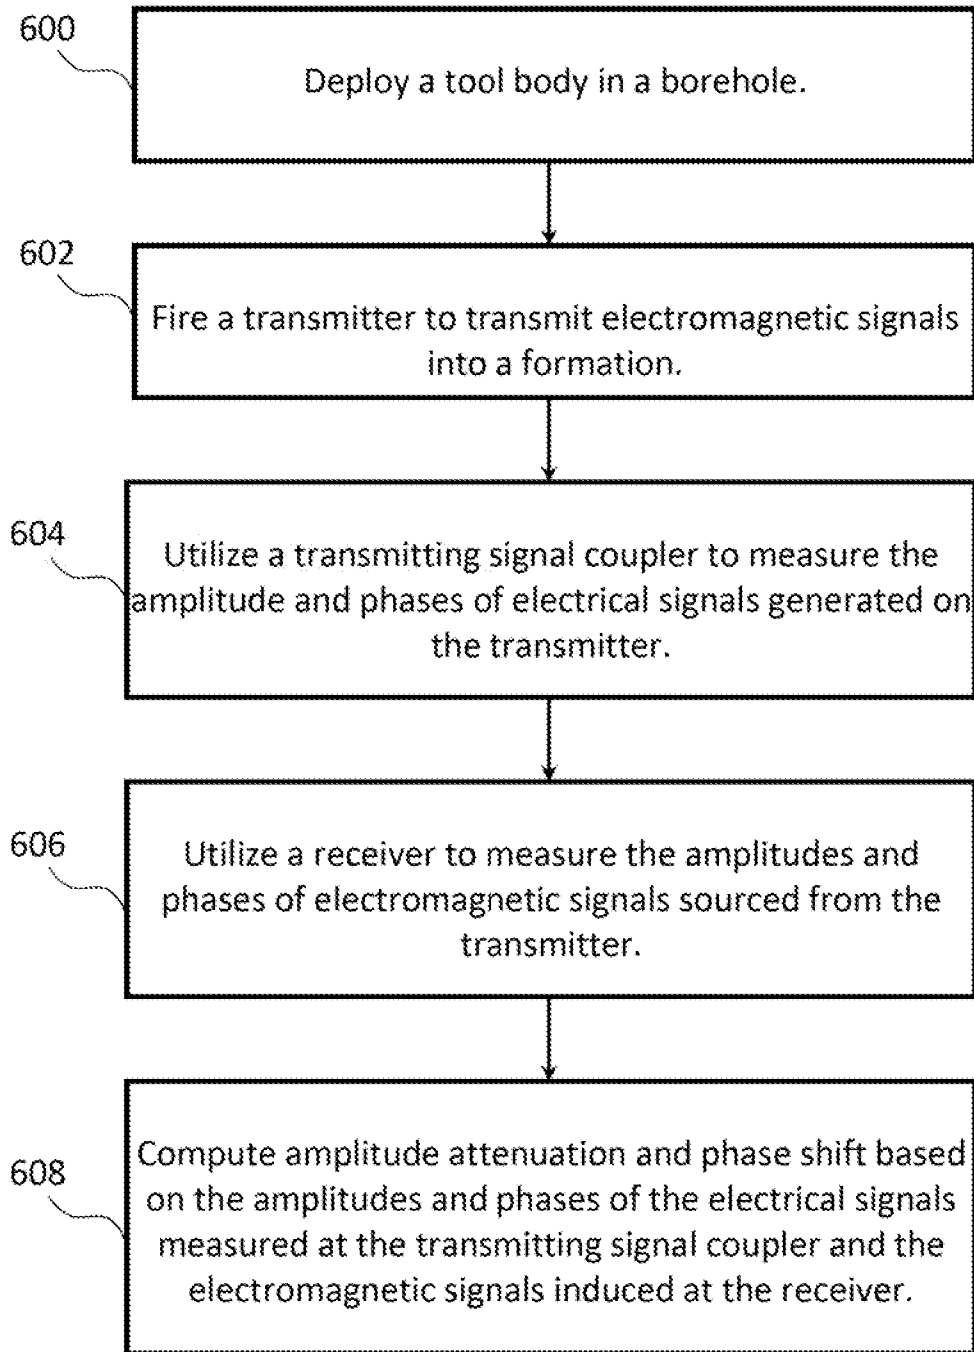 600
Deploy a tool body in a borehole.
602
Fire a transmitter to transmit electromagnetic signals
into a formation.
604
Utilize a transmitting signal coupler to measure the
amplitude and phases of electrical signals generated on
the transmitter.
606
Utilize a receiver to measure the amplitudes and
phases of electromagnetic signals sourced from the
transmitter.
608
Compute amplitude attenuation and phase shift based
on the amplitudes and phases of the electrical signals
measured at the transmitting signal coupler and the
electromagnetic signals induced at the receiver.